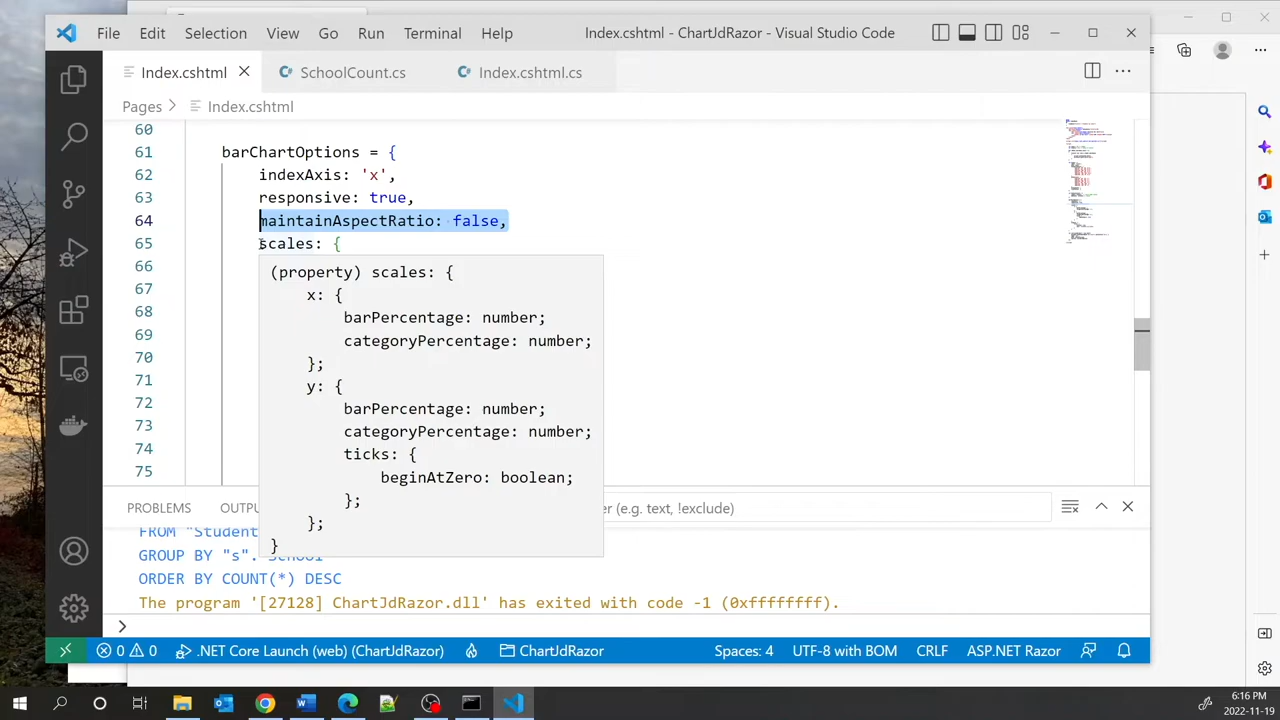 File Edit Selection View Go Run Terminal Help
Index.cshtml - ChartJdRazor - Visual Studio Code
Index.cshtml
SchoolCount.cs
Index.cshtml.cs
Pages
Index.cshtml
60
61 barChartOptions = {
62 indexAxis: 'x',
63 responsive: true,
64 maintainAspectRatio: false,
65 scales: {
66
67
68
69
70
71
72
73
74
75
(property) scales: {
x: {
barPercentage: number;
categoryPercentage: number;
};
y: {
barPercentage: number;
categoryPercentage: number;
ticks: {
beginAtZero: boolean;
};
};
}
PROBLEMS
OUTPU
er (e.g. text, !exclude)
FROM "Student
GROUP BY "s".
ORDER BY COUNT(*) DESC
The program '[27128] ChartJdRazor.dll' has exited with code -1 (0xffffffff).
0 0 .NET Core Launch (web) (ChartJdRazor) ChartJdRazor Spaces: 4 UTF-8 with BOM CRLF ASP.NET Razor
6:16 PM
2022-11-19